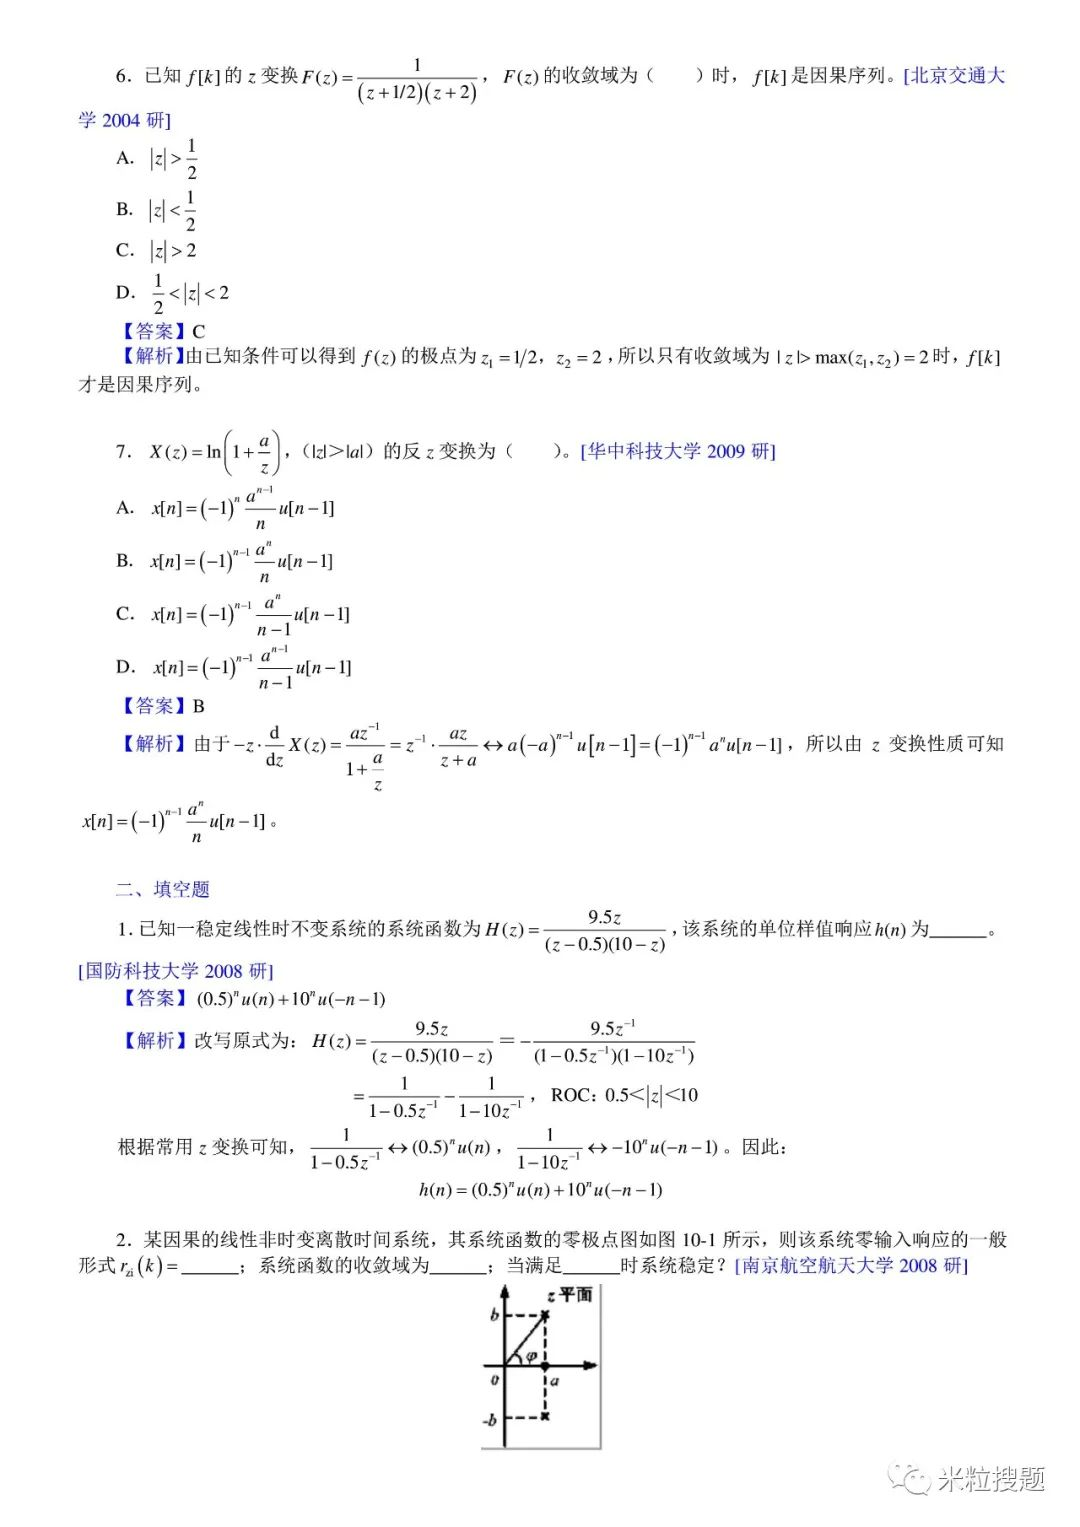 6. 已知 f[k] 的 z 变换 F(z) = 1/((z+1/2)(z+2))，F(z) 的收敛域为（　　）时，f[k] 是因果序列。[北京交通大
学 2004 研]
A. |z| > 1/2
B. |z| < 1/2
C. |z| > 2
D. 1/2 < |z| < 2
【答案】C
【解析】由已知条件可以得到 f(z) 的极点为 z₁ = 1/2，z₂ = 2，所以只有收敛域为 |z| > max(z₁, z₂) = 2 时，f[k]
才是因果序列。
7. X(z) = ln(1 + a/z)，（|z|＞|a|）的反 z 变换为（　　）。[华中科技大学 2009 研]
A. x[n] = (−1)^n a^(n−1)/n u[n−1]
B. x[n] = (−1)^(n−1) a^n/n u[n−1]
C. x[n] = (−1)^(n−1) a^n/(n−1) u[n−1]
D. x[n] = (−1)^(n−1) a^(n−1)/(n−1) u[n−1]
【答案】B
【解析】由于 −z · d/dz X(z) = az^(−1)/(1 + a/z) = z^(−1) · az/(z+a) ↔ a(−a)^(n−1) u[n−1] = (−1)^(n−1) a^n u[n−1]，所以由 z 变换性质可知
x[n] = (−1)^(n−1) a^n/n u[n−1]。
二、填空题
1. 已知一稳定线性时不变系统的系统函数为 H(z) = 9.5z/((z−0.5)(10−z))，该系统的单位样值响应 h(n) 为______。
[国防科技大学 2008 研]
【答案】(0.5)^n u(n) + 10^n u(−n−1)
【解析】改写原式为：H(z) = 9.5z/((z−0.5)(10−z)) ＝ −9.5z^(−1)/((1−0.5z^(−1))(1−10z^(−1)))
= 1/(1−0.5z^(−1)) − 1/(1−10z^(−1))，ROC：0.5＜|z|＜10
根据常用 z 变换可知，1/(1−0.5z^(−1)) ↔ (0.5)^n u(n)，1/(1−10z^(−1)) ↔ −10^n u(−n−1)。因此：
h(n) = (0.5)^n u(n) + 10^n u(−n−1)
2. 某因果的线性非时变离散时间系统，其系统函数的零极点图如图 10-1 所示，则该系统零输入响应的一般
形式 r_zi(k) = ______；系统函数的收敛域为______；当满足______时系统稳定？[南京航空航天大学 2008 研]
z 平面
b
φ
0
a
-b
米粒搜题